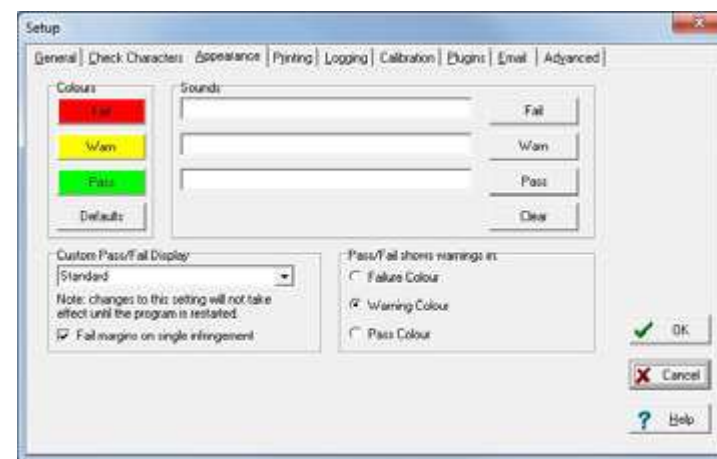 Setup
General Check Characters Appearance Printing Logging Calibration Plugins Email Advanced
Colours Sounds
Fail Fail
Warn Warn
Pass Pass
Defaults Clear
Custom Pass/Fail Display
Standard
Note: changes to this setting will not take
effect until the program is restarted.
Fail margins on single infringement
Pass/Fail shows warnings in:
Failure Colour
Warning Colour
Pass Colour
OK
Cancel
Help